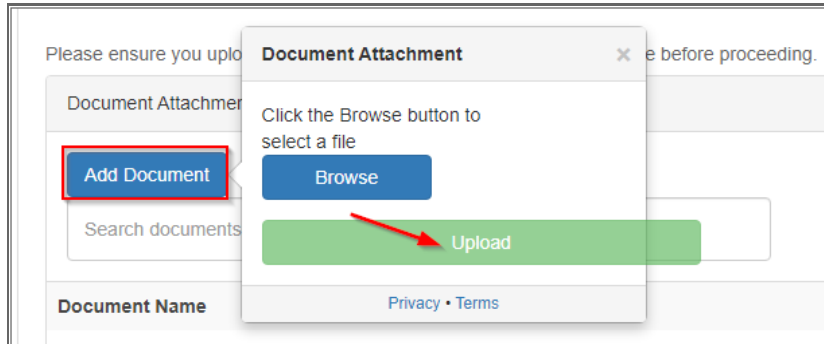 Please ensure you uplo
e before proceeding.
Document Attachmen
Add Document
Search documents
Document Name
Document Attachment ×
Click the Browse button to
select a file
Browse
Upload
Privacy • Terms